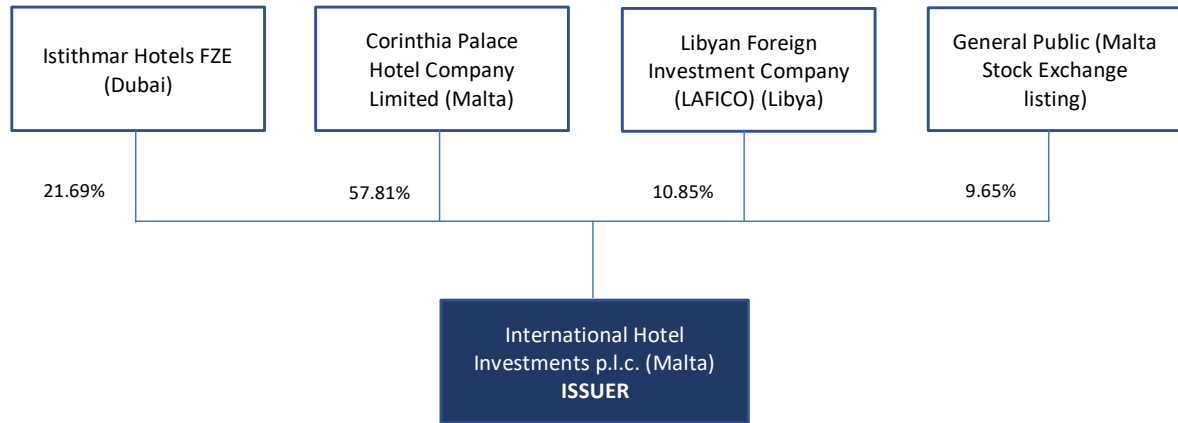 Istithmar Hotels FZE
(Dubai)
Corinthia Palace
Hotel Company
Limited (Malta)
Libyan Foreign
Investment Company
(LAFICO) (Libya)
General Public (Malta
Stock Exchange
listing)
21.69%
57.81%
10.85%
9.65%
International Hotel
Investments p.l.c. (Malta)
ISSUER